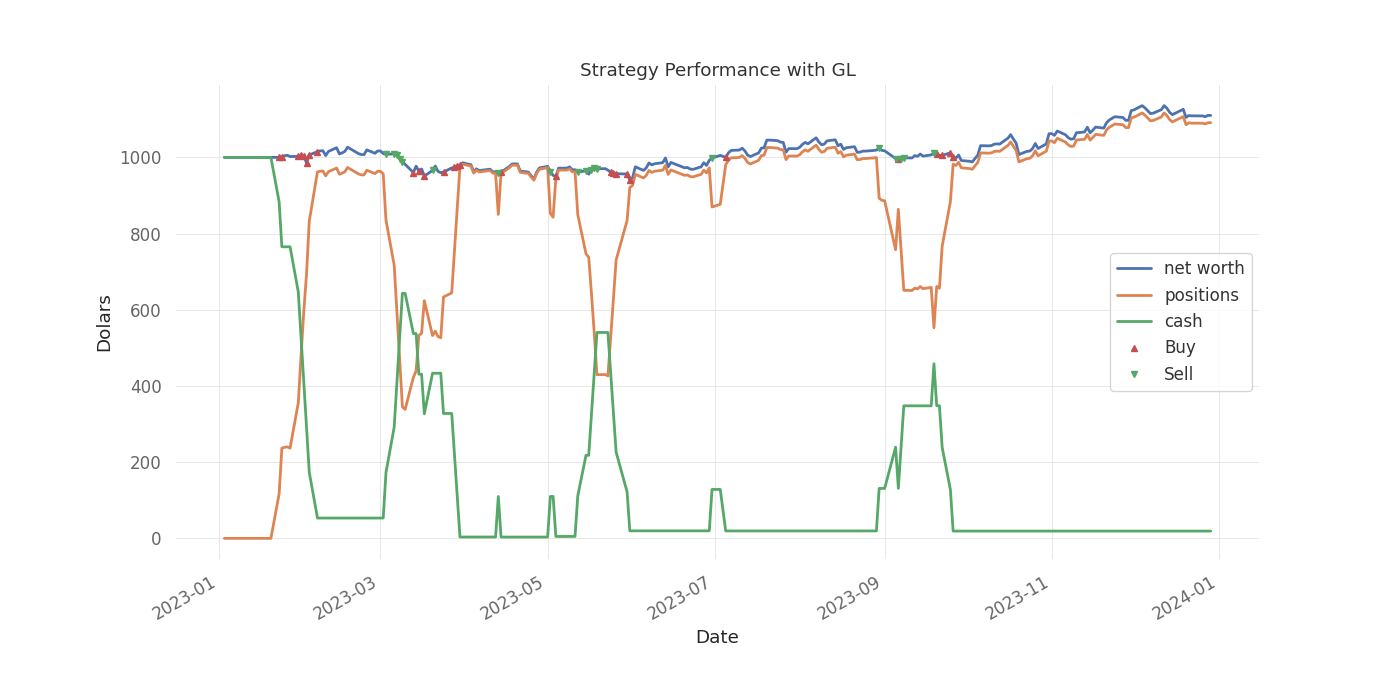 Strategy Performance with GL
Dolars
1000
800
600
400
200
0
net worth
positions
cash
Buy
Sell
2023-01
2023-03
2023-05
2023-07
2023-09
2023-11
2024-01
Date